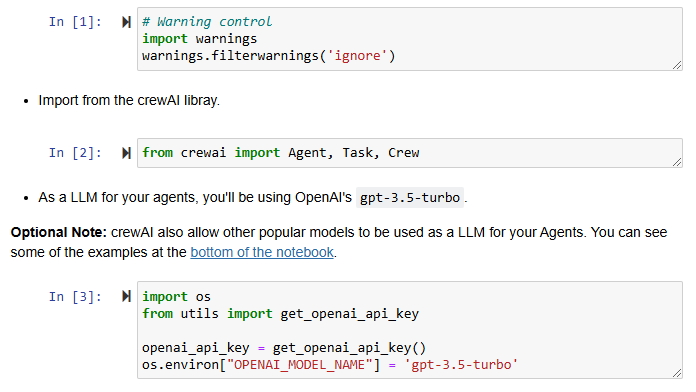 In [1]: # Warning control
import warnings
warnings.filterwarnings('ignore')
• Import from the crewAI libray.
In [2]: from crewai import Agent, Task, Crew
• As a LLM for your agents, you'll be using OpenAI's gpt-3.5-turbo.
Optional Note: crewAI also allow other popular models to be used as a LLM for your Agents. You can see
some of the examples at the bottom of the notebook.
In [3]: import os
from utils import get_openai_api_key
openai_api_key = get_openai_api_key()
os.environ["OPENAI_MODEL_NAME"] = 'gpt-3.5-turbo'